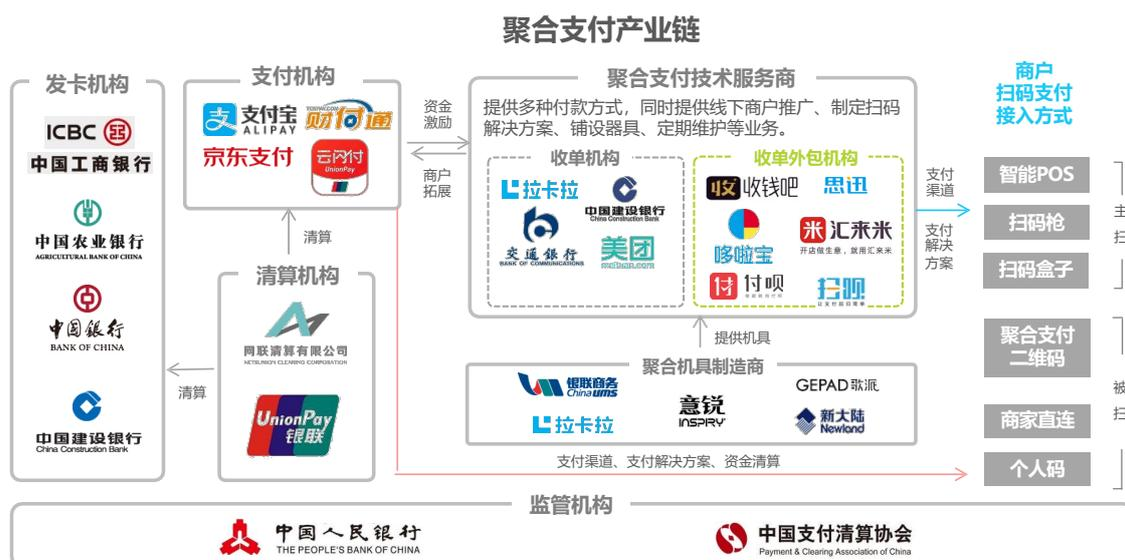 聚合支付产业链
发卡机构
ICBC
中国工商银行
中国农业银行
AGRICULTURAL BANK OF CHINA
中国银行
BANK OF CHINA
中国建设银行
China Construction Bank
支付机构
支 支付宝
ALIPAY
TENPAY.COM
财付通
京东支付
云闪付
UnionPay
清算
清算机构
网联清算有限公司
NETSUNION CLEARING CORPORATION
UnionPay
银联
清算
资金
激励
商户
拓展
聚合支付技术服务商
提供多种付款方式，同时提供线下商户推广、制定扫码
解决方案、铺设器具、定期维护等业务。
收单机构
拉卡拉
中国建设银行
China Construction Bank
交通银行
BANK OF COMMUNICATIONS
美团
meituan.com
收单外包机构
收 收钱吧
思迅
哆啦宝
米 汇来米
开店做生意，就用汇来米
付 付呗
扫呗
提供机具
聚合机具制造商
银联商务
China ums
GEPAD 歌派
拉卡拉
意锐
INSPIRY
新大陆
Newland
支付渠道、支付解决方案、资金清算
支付
渠道
支付
解决
方案
商户
扫码支付
接入方式
智能POS
扫码枪
扫码盒子
主
扫
聚合支付
二维码
商家直连
个人码
被
扫
监管机构
中国人民银行
THE PEOPLE'S BANK OF CHINA
中国支付清算协会
Payment & Clearing Association of China